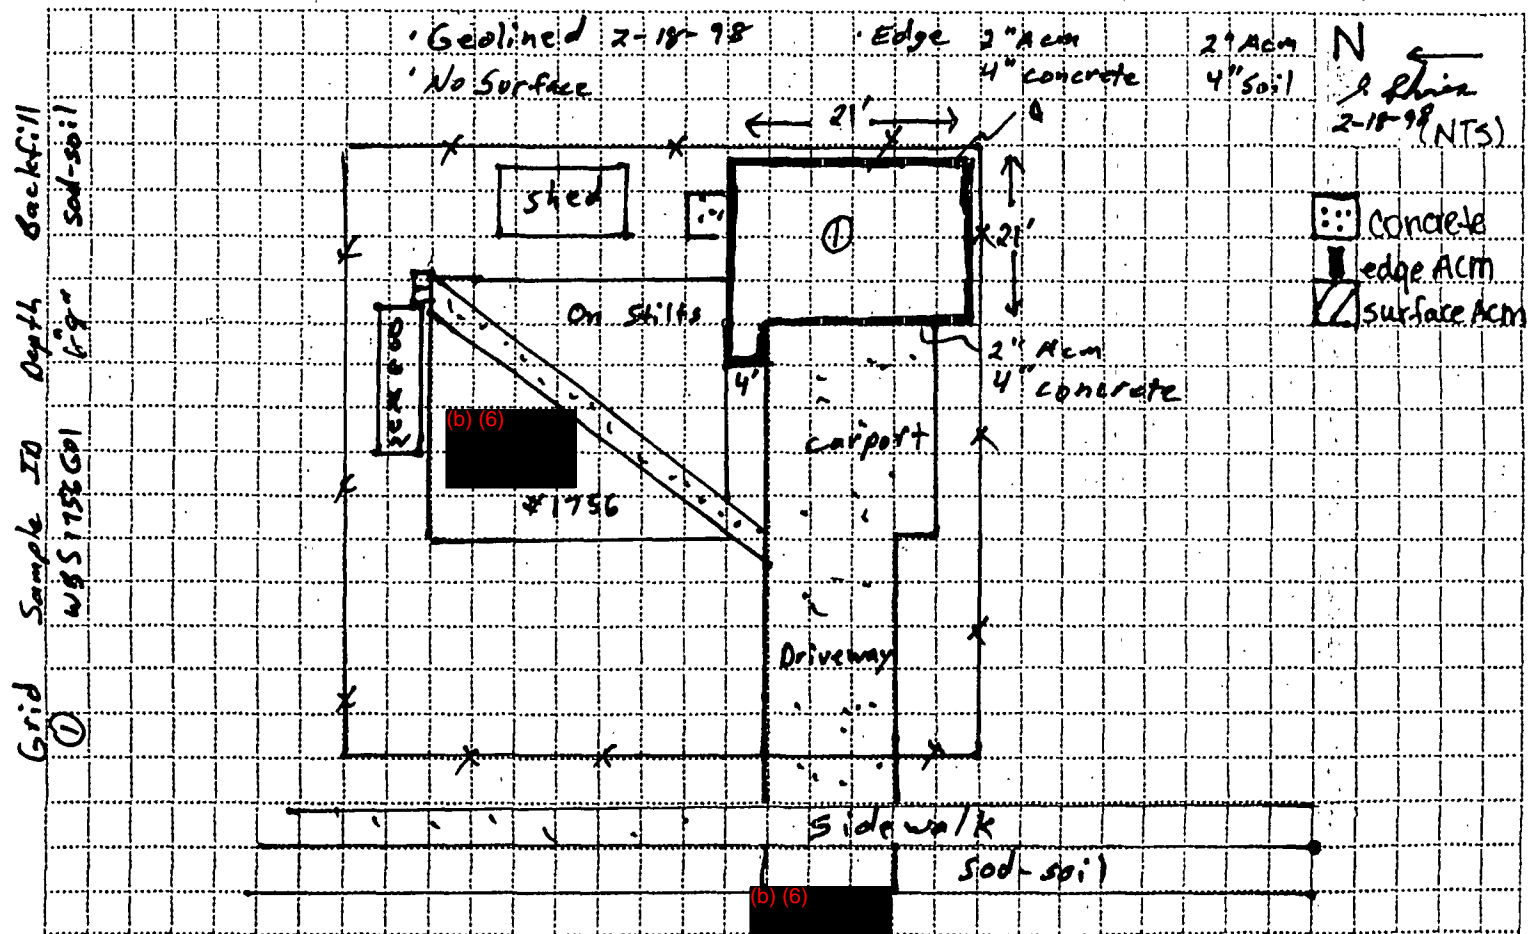 · Geolined 2-18-98
· No Surface
· Edge 2" Acm
4" concrete
2" Acm
4" Soil
N
2-18-98
(NTS)
concrete
edge ACM
surface Acm
Grid Sample ID Depth Backfill
① WBS1756G01 sod-soil
21'
shed
①
21'
On Stilts
2" Acm
4" concrete
4'
(b) (6)
#1756
carport
Driveway
Sidewalk
Sod-soil
(b) (6)